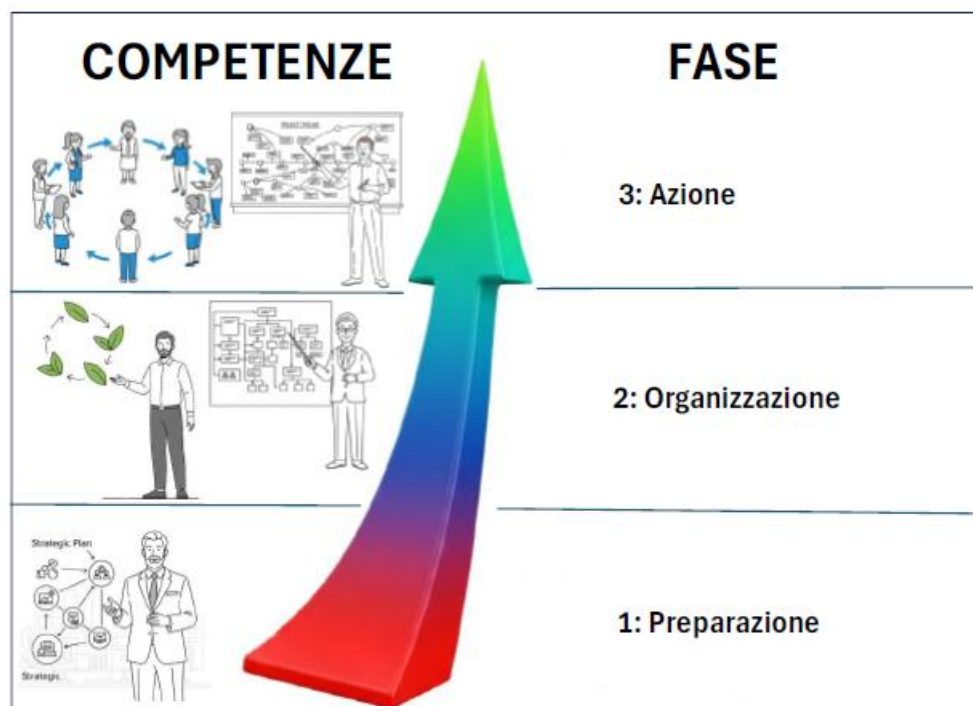 COMPETENZE
FASE
3: Azione
2: Organizzazione
Strategic Plan
1: Preparazione
Strategic